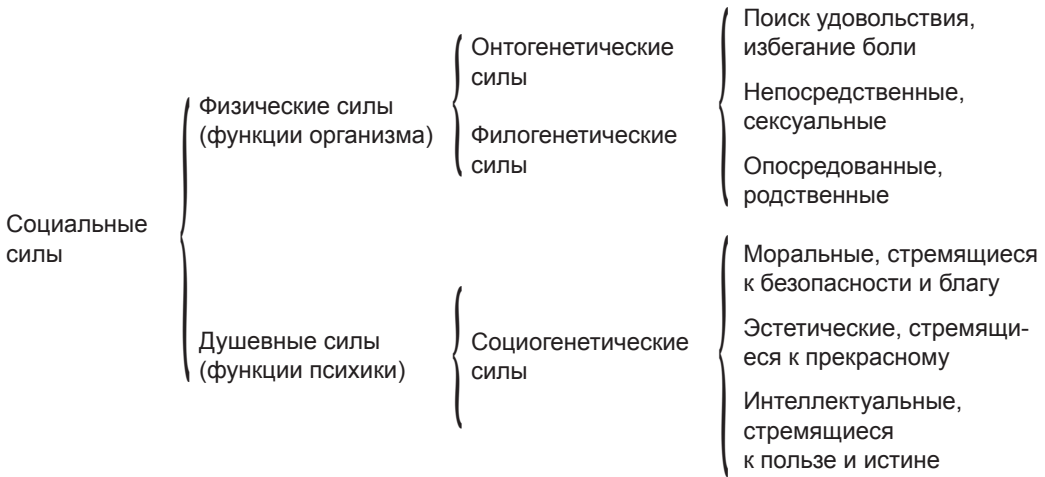 Социальные
силы
Физические силы
(функции организма)
Онтогенетические
силы
Филогенетические
силы
Поиск удовольствия,
избегание боли
Непосредственные,
сексуальные
Опосредованные,
родственные
Душевные силы
(функции психики)
Социогенетические
силы
Моральные, стремящиеся
к безопасности и благу
Эстетические, стремящи-
еся к прекрасному
Интеллектуальные,
стремящиеся
к пользе и истине